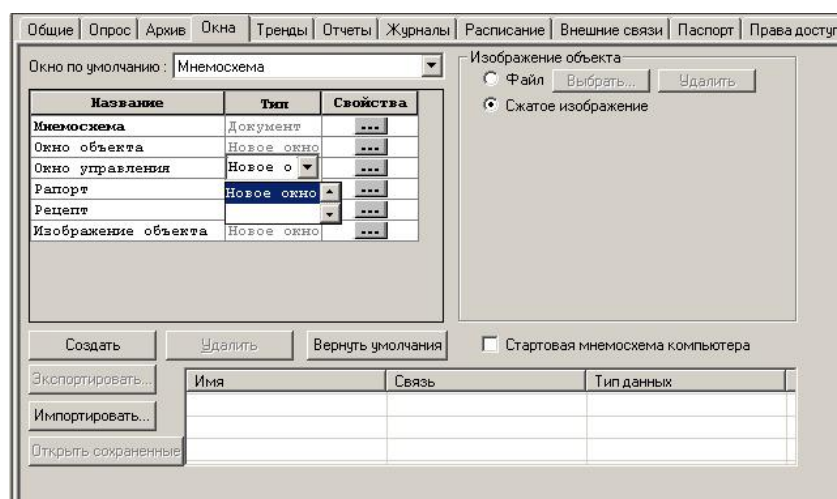 Общие Опрос Архив Окна Тренды Отчеты Журналы Расписание Внешние связи Паспорт Права доступ
Окно по умолчанию : Мнемосхема
Изображение объекта
Файл Выбрать... Удалить
Сжатое изображение
Название Тип Свойства
Мнемосхема Документ ...
Окно объекта Новое окно ...
Окно управления Новое о ...
Рапорт Новое окно ...
Рецепт ...
Изображение объекта Новое окно ...
Создать Удалить Вернуть умолчания Стартовая мнемосхема компьютера
Экспортировать... Имя Связь Тип данных
Импортировать...
Открыть сохраненные